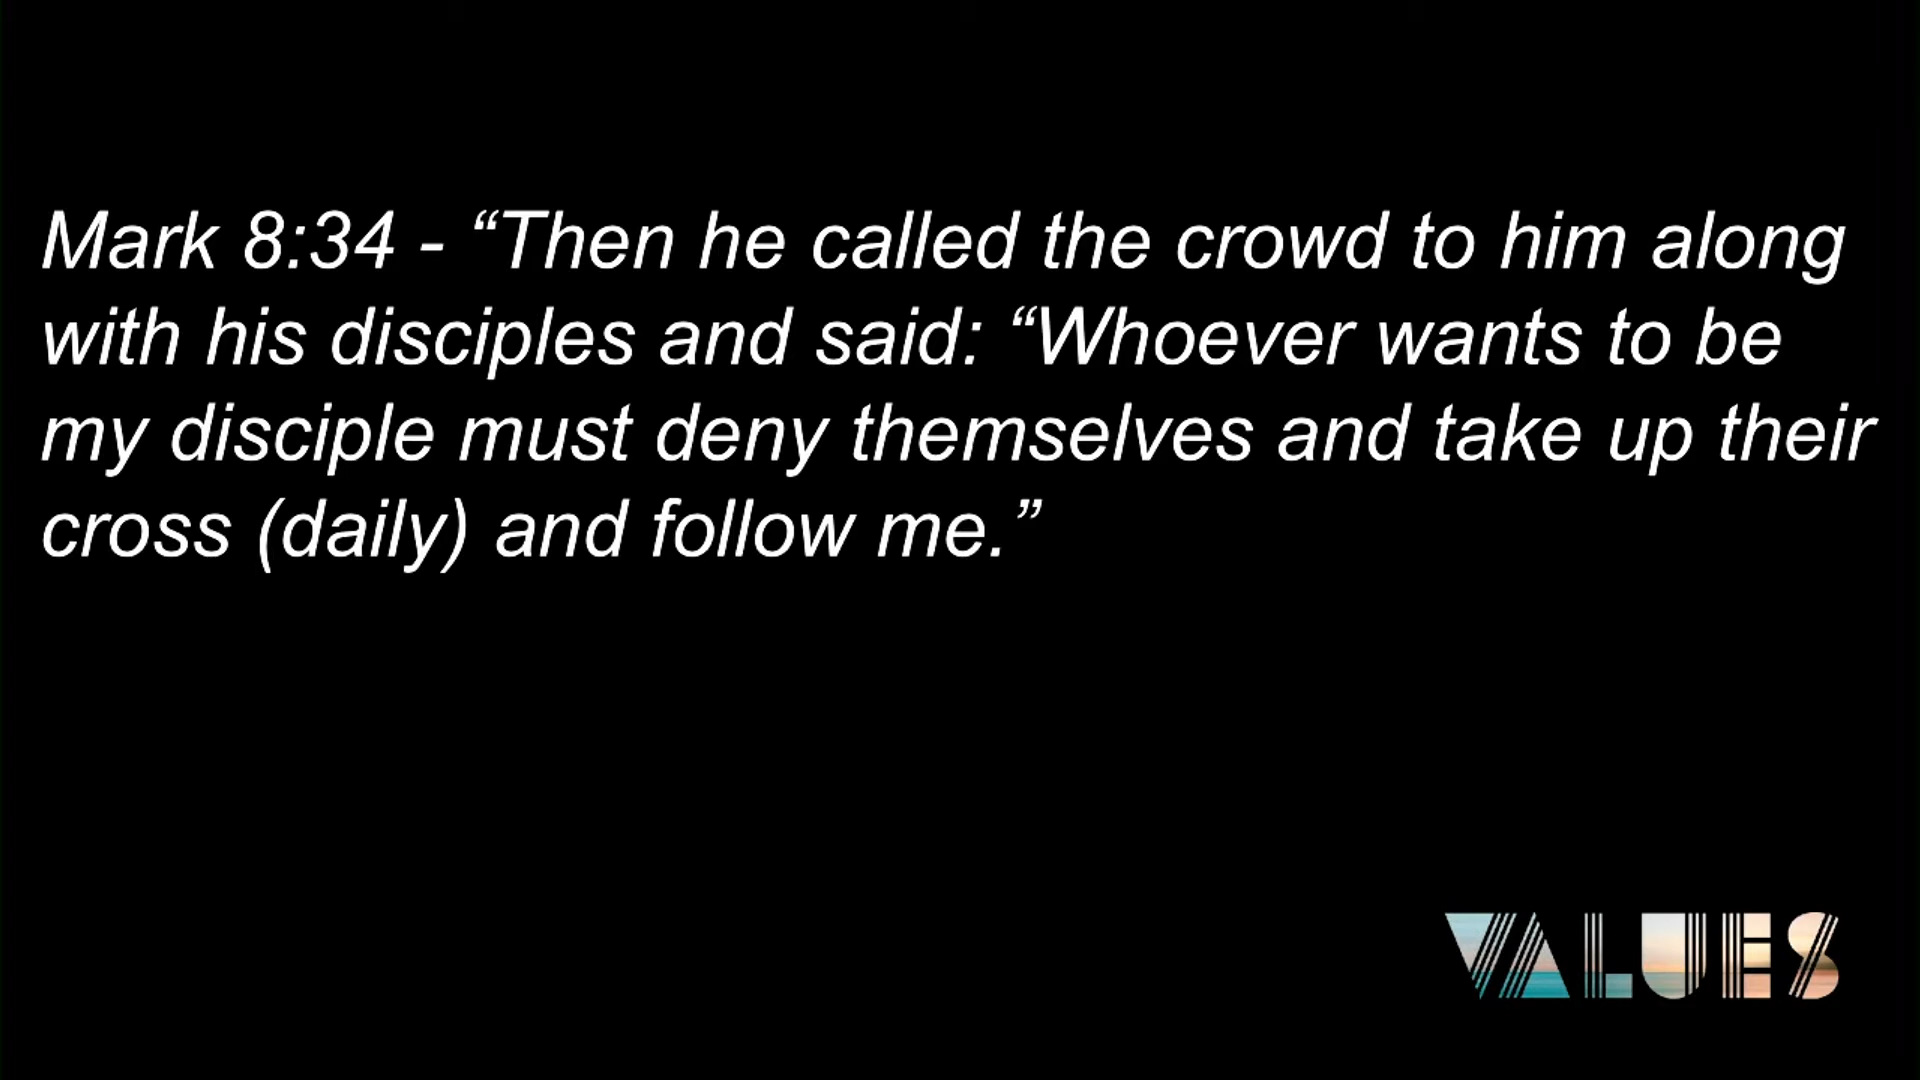 Mark 8:34 - “Then he called the crowd to him along
with his disciples and said: “Whoever wants to be
my disciple must deny themselves and take up their
cross (daily) and follow me.”
VALUES